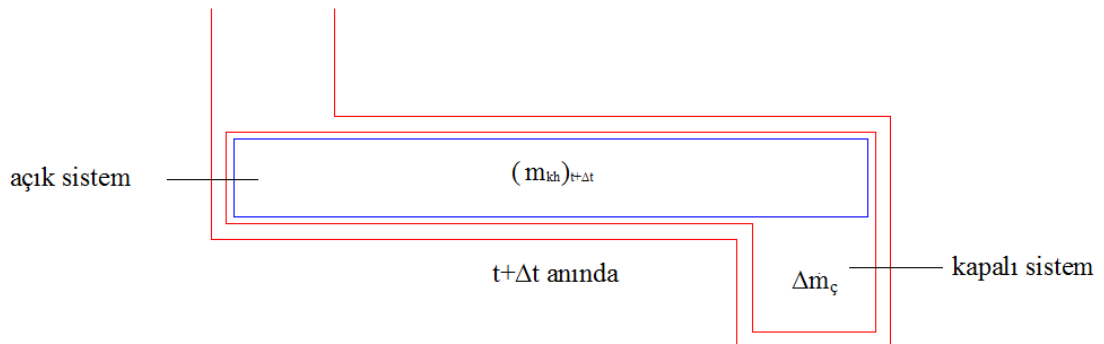 açık sistem
( mkh)t+Δt
t+Δt anında
Δṁç
kapalı sistem